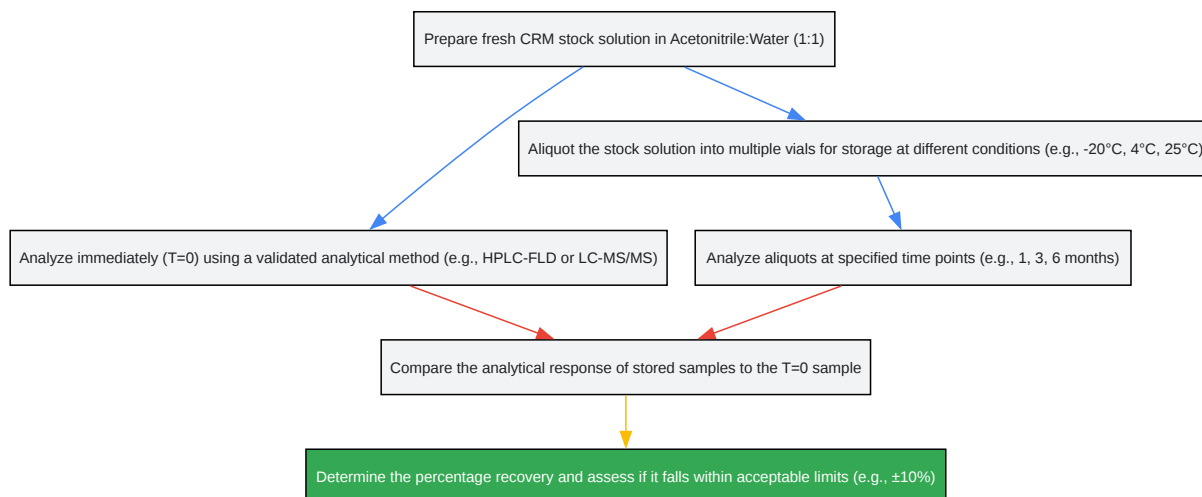 Prepare fresh CRM stock solution in Acetonitrile:Water (1:1)
Aliquot the stock solution into multiple vials for storage at different conditions (e.g., -20°C, 4°C, 25°C)
Analyze immediately (T=0) using a validated analytical method (e.g., HPLC-FLD or LC-MS/MS)
Analyze aliquots at specified time points (e.g., 1, 3, 6 months)
Compare the analytical response of stored samples to the T=0 sample
Determine the percentage recovery and assess if it falls within acceptable limits (e.g., ±10%)